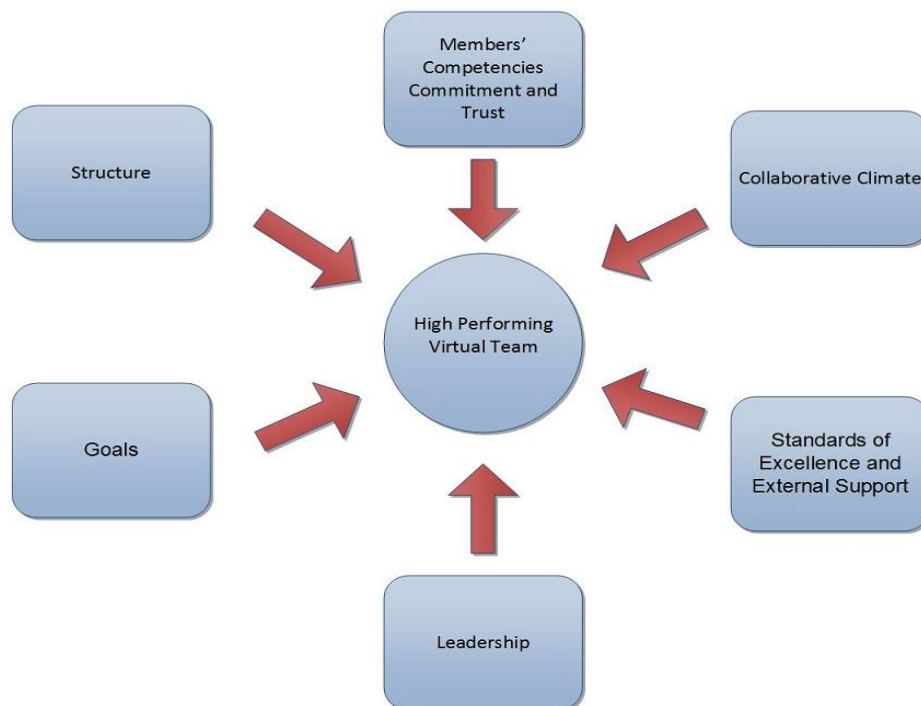 Members’
Competencies
Commitment and
Trust
Structure
Collaborative Climate
High Performing
Virtual Team
Goals
Standards of
Excellence and
External Support
Leadership